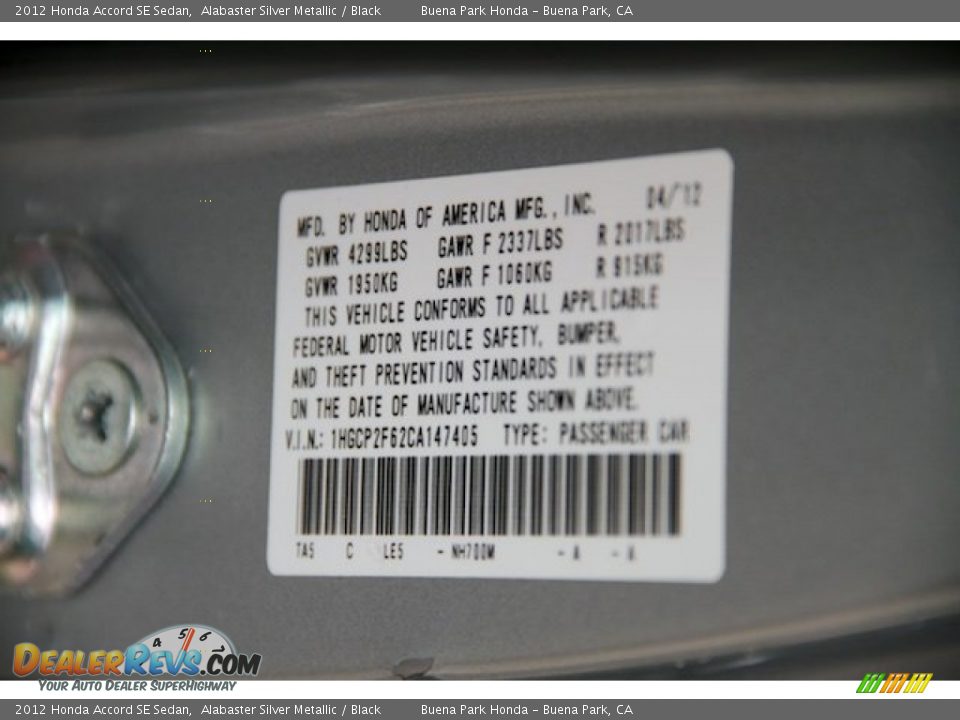 2012 Honda Accord SE Sedan, Alabaster Silver Metallic / Black Buena Park Honda - Buena Park, CA
MFD. BY HONDA OF AMERICA MFG., INC. 04/'12
GVWR 4299LBS GAWR F 2337LBS R 2017LBS
GVWR 1950KG GAWR F 1060KG R 915KG
THIS VEHICLE CONFORMS TO ALL APPLICABLE
FEDERAL MOTOR VEHICLE SAFETY, BUMPER,
AND THEFT PREVENTION STANDARDS IN EFFECT
ON THE DATE OF MANUFACTURE SHOWN ABOVE.
V.I.N.: 1HGCP2F62CA147405 TYPE: PASSENGER CAR
TA5 C LE5 - NH700M - A - A
4 5 6
DEALERREVS.COM
YOUR AUTO DEALER SUPERHIGHWAY
2012 Honda Accord SE Sedan, Alabaster Silver Metallic / Black Buena Park Honda - Buena Park, CA